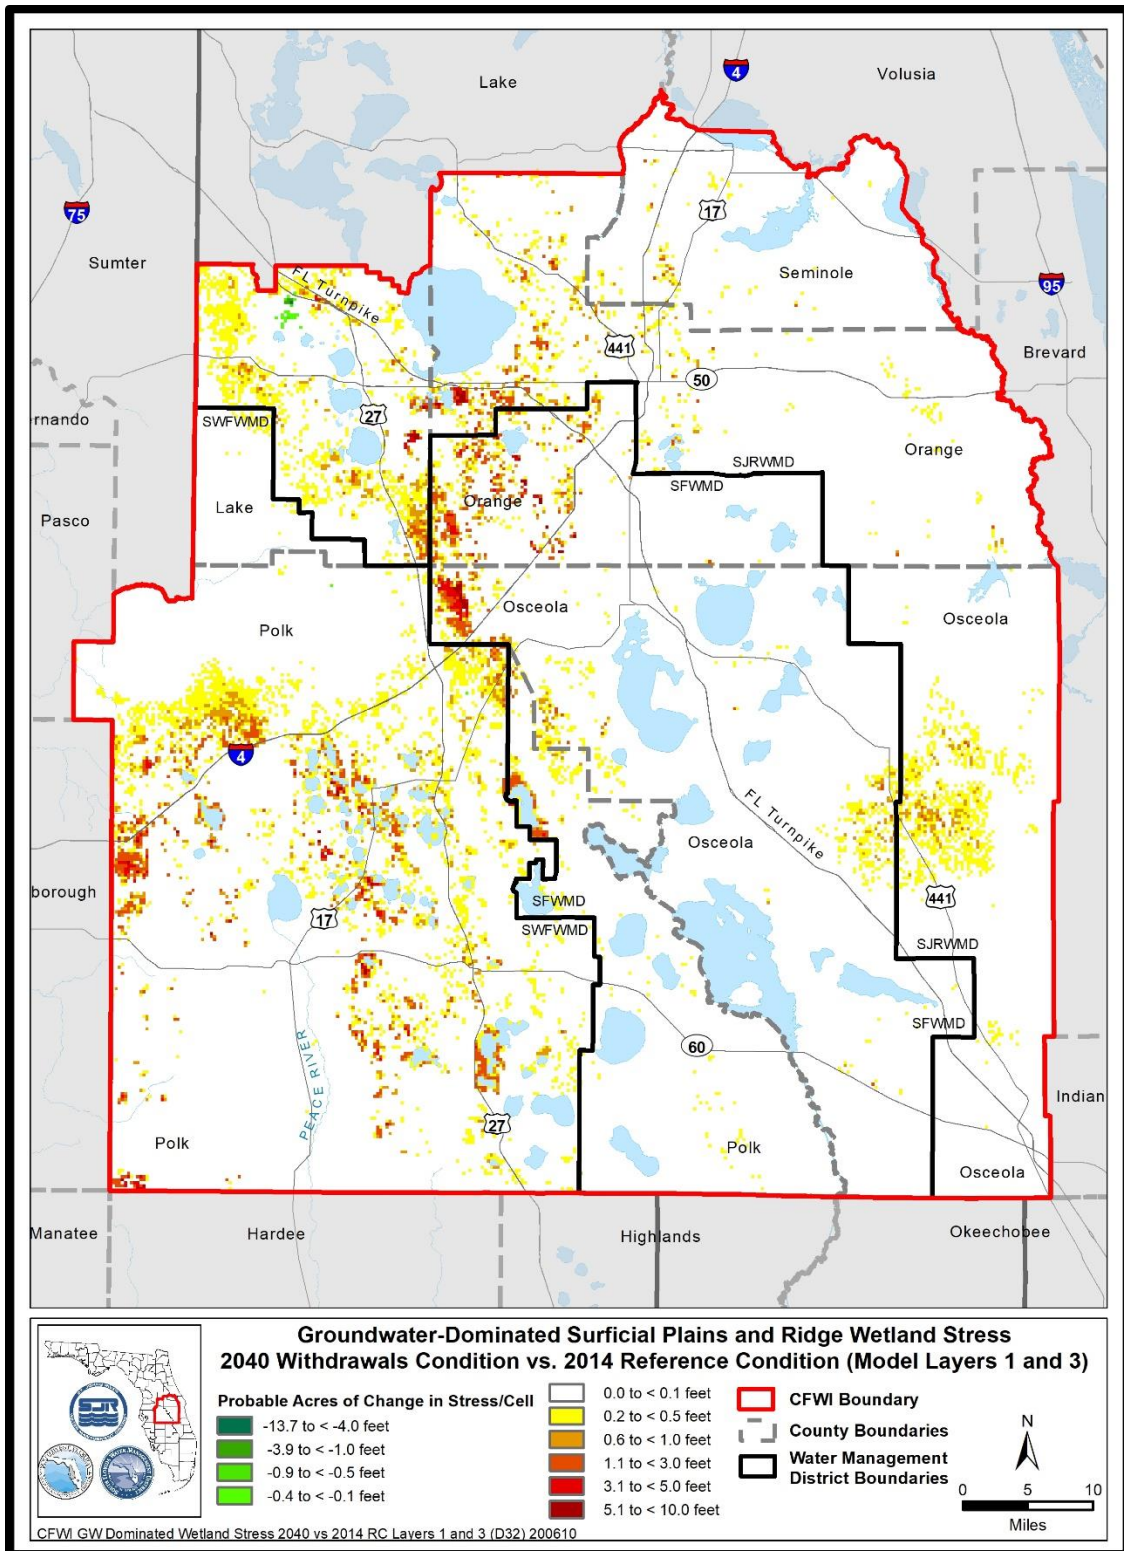 Lake
Volusia
4
75
17
Sumter
Seminole
FL Turnpike
95
441
Brevard
50
27
rnando
SWFWMD
Orange
SJRWMD
SFWMD
Lake
Orange
Pasco
Osceola
Osceola
Polk
4
FL Turnpike
Osceola
borough
441
17
SFWMD
SWFWMD
SJRWMD
SFWMD
60
PEACE RIVER
Indian
27
Polk
Polk
Osceola
Manatee
Hardee
Highlands
Okeechobee
Groundwater-Dominated Surficial Plains and Ridge Wetland Stress
2040 Withdrawals Condition vs. 2014 Reference Condition (Model Layers 1 and 3)
Probable Acres of Change in Stress/Cell
-13.7 to < -4.0 feet
-3.9 to < -1.0 feet
-0.9 to < -0.5 feet
-0.4 to < -0.1 feet
0.0 to < 0.1 feet
0.2 to < 0.5 feet
0.6 to < 1.0 feet
1.1 to < 3.0 feet
3.1 to < 5.0 feet
5.1 to < 10.0 feet
CFWI Boundary
County Boundaries
Water Management
District Boundaries
N
0 5 10
Miles
SJR
CFWI GW Dominated Wetland Stress 2040 vs 2014 RC Layers 1 and 3 (D32) 200610